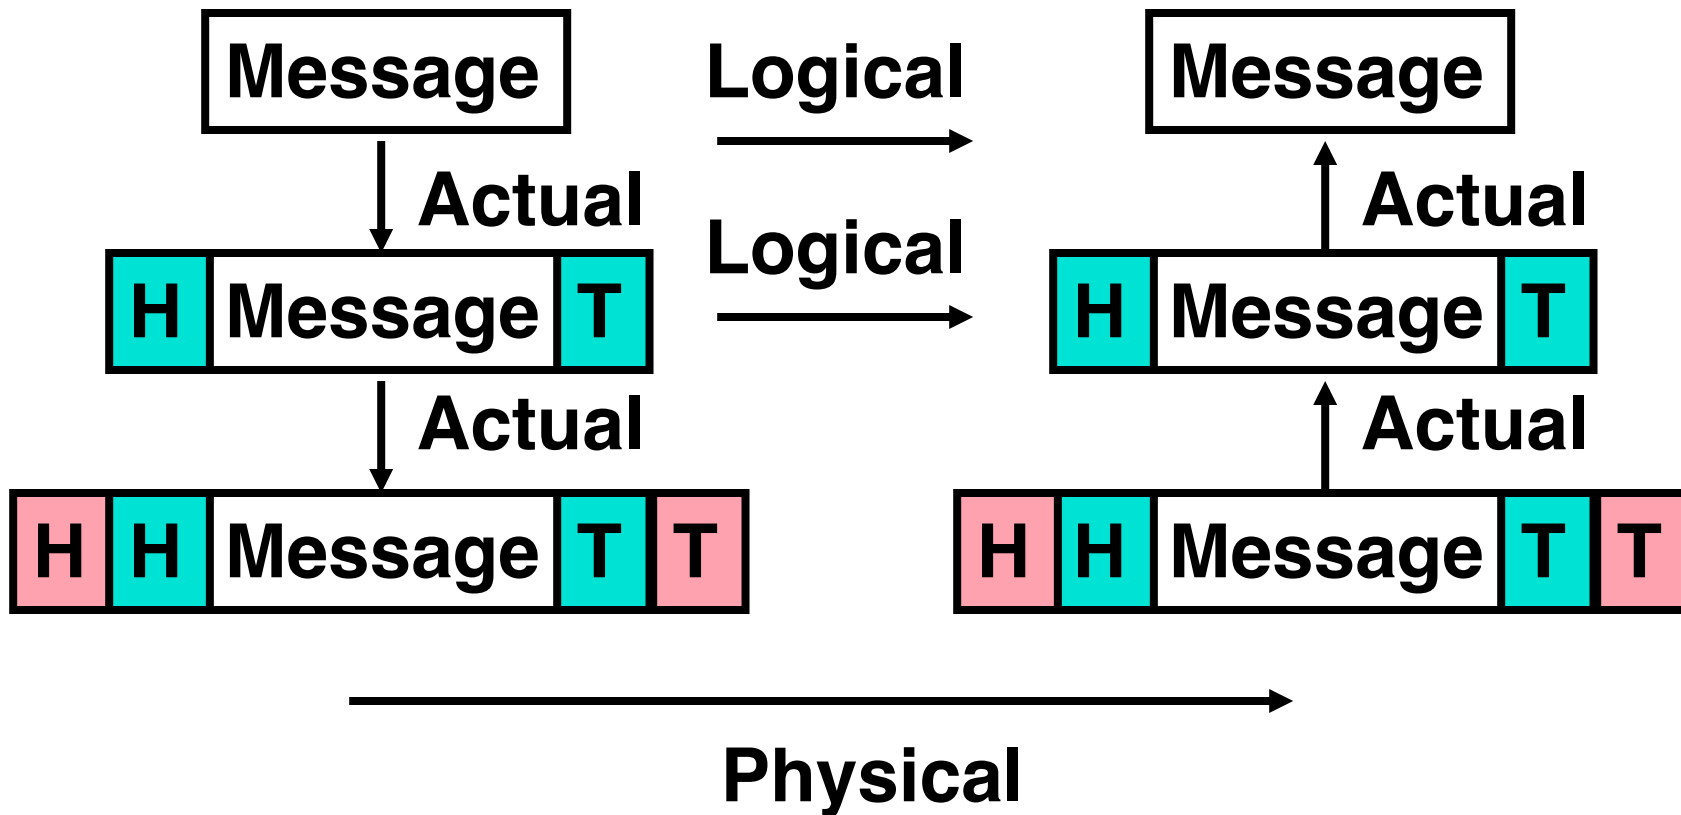 Message Logical Message
Actual Actual
Logical
H Message T H Message T
Actual Actual
H H Message T T H H Message T T
Physical